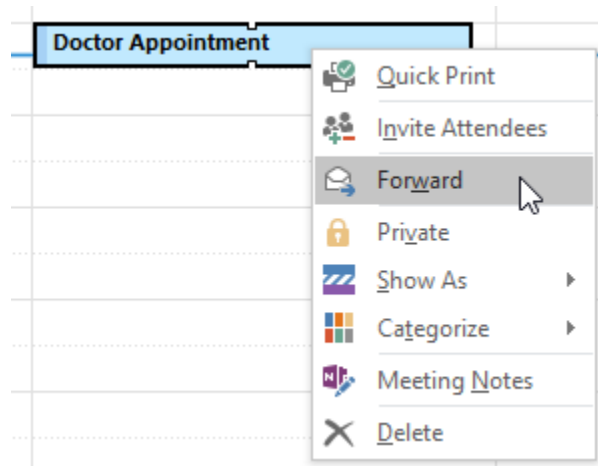 Doctor Appointment
Quick Print
Invite Attendees
Forward
Private
Show As
Categorize
Meeting Notes
Delete